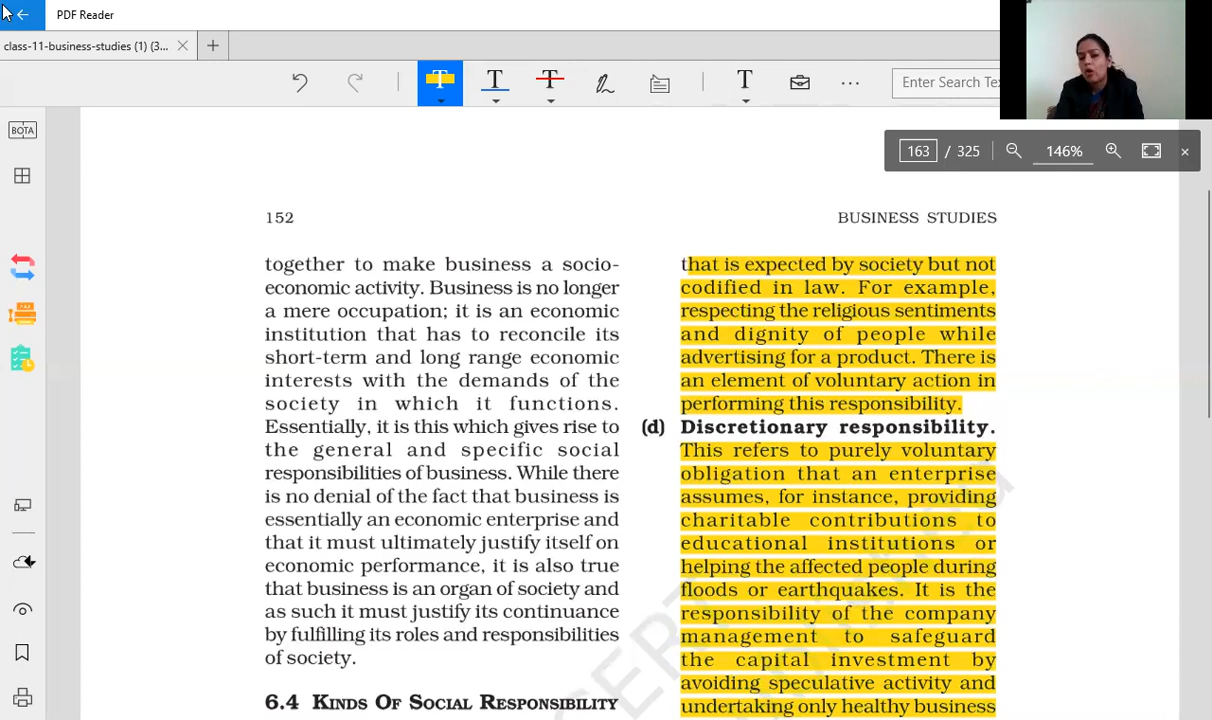 PDF Reader
class-11-business-studies (1) (3...
Enter Search Te
BOTA
163 / 325
146%
152
BUSINESS STUDIES
together to make business a socio-
economic activity. Business is no longer
a mere occupation; it is an economic
institution that has to reconcile its
short-term and long range economic
interests with the demands of the
society in which it functions.
Essentially, it is this which gives rise to
the general and specific social
responsibilities of business. While there
is no denial of the fact that business is
essentially an economic enterprise and
that it must ultimately justify itself on
economic performance, it is also true
that business is an organ of society and
as such it must justify its continuance
by fulfilling its roles and responsibilities
of society.
6.4 KINDS OF SOCIAL RESPONSIBILITY
that is expected by society but not
codified in law. For example,
respecting the religious sentiments
and dignity of people while
advertising for a product. There is
an element of voluntary action in
performing this responsibility.
(d) Discretionary responsibility.
This refers to purely voluntary
obligation that an enterprise
assumes, for instance, providing
charitable contributions to
educational institutions or
helping the affected people during
floods or earthquakes. It is the
responsibility of the company
management to safeguard
the capital investment by
avoiding speculative activity and
undertaking only healthy business